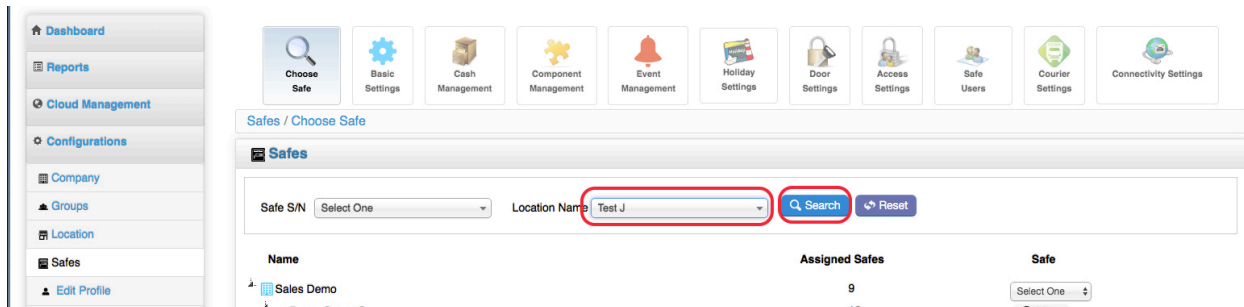 Dashboard
Reports
Cloud Management
Configurations
Company
Groups
Location
Safes
Edit Profile
Choose
Safe
Basic
Settings
Cash
Management
Component
Management
Event
Management
Holiday
Settings
Door
Settings
Access
Settings
Safe
Users
Courier
Settings
Connectivity Settings
Safes / Choose Safe
Safes
Safe S/N Select One Location Name Test J Search Reset
Name Assigned Safes Safe
Sales Demo 9 Select One